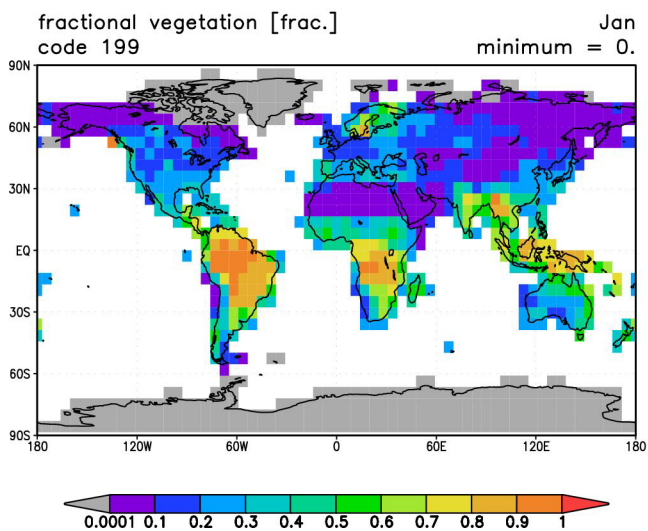 fractional vegetation [frac.] Jan
code 199 minimum = 0.
90N
60N
30N
EQ
30S
60S
90S
180 120W 60W 0 60E 120E 180
0.0001 0.1 0.2 0.3 0.4 0.5 0.6 0.7 0.8 0.9 1